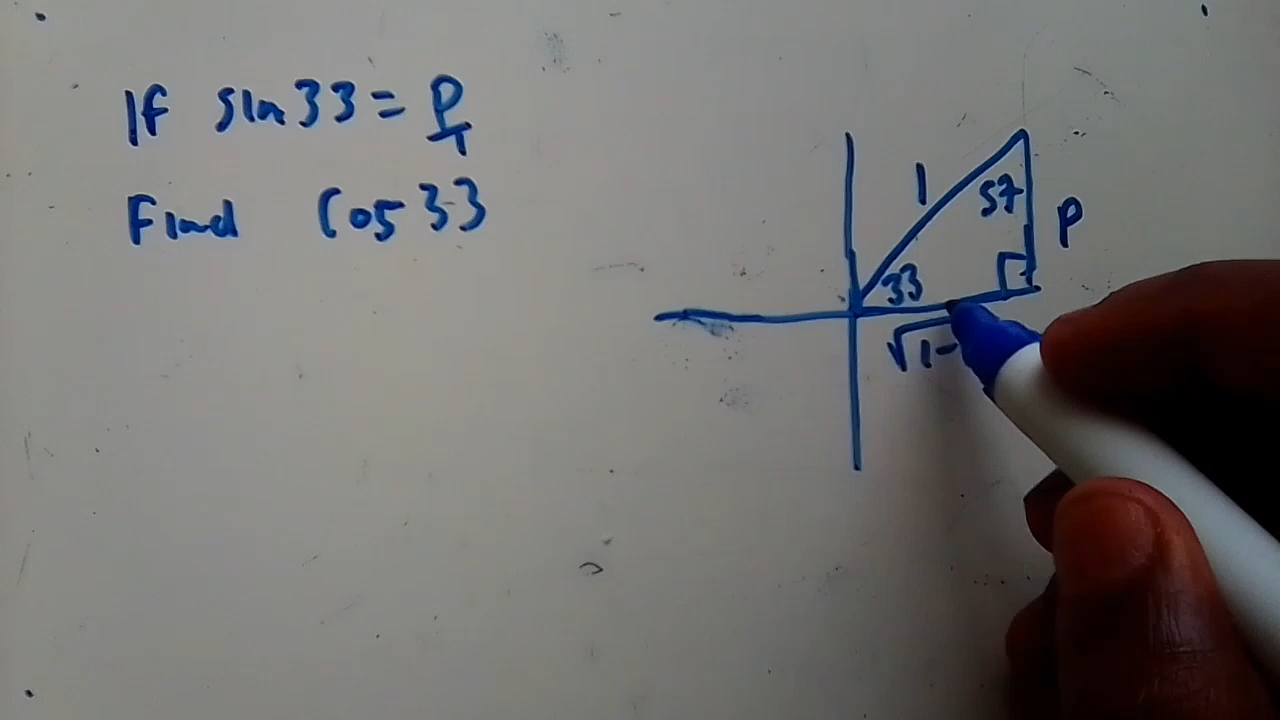 If sin33 = P/1
Find Cos33
1
57
P
33
√1-